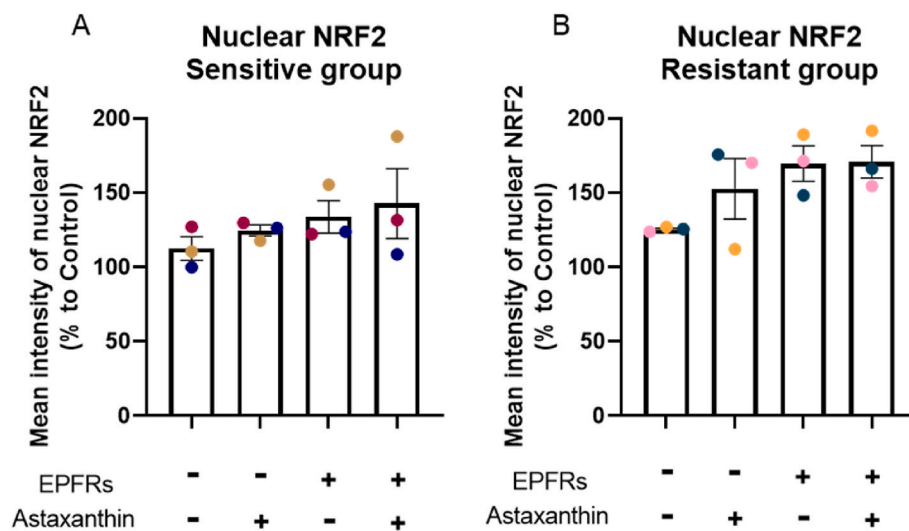 A
Nuclear NRF2
Sensitive group
Mean intensity of nuclear NRF2
(% to Control)
200
150
100
50
0
EPFRs - - + +
Astaxanthin - + - +
B
Nuclear NRF2
Resistant group
Mean intensity of nuclear NRF2
(% to Control)
200
150
100
50
0
EPFRs - - + +
Astaxanthin - + - +